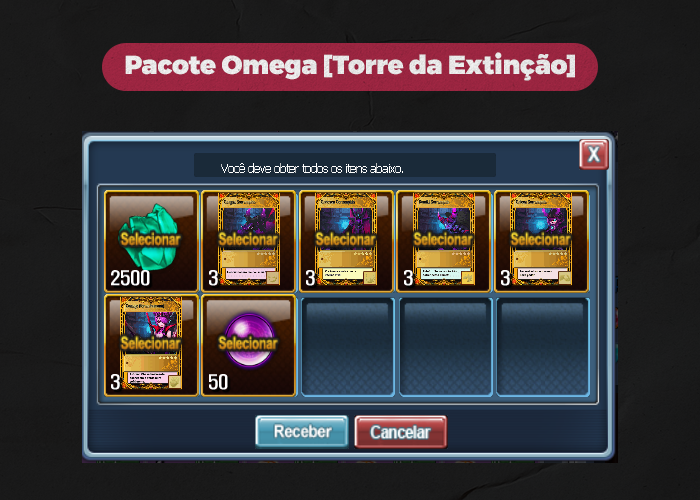 Pacote Omega [Torre da Extinção]
X
Você deve obter todos os itens abaixo.
Selecionar Selecionar Selecionar Selecionar Selecionar
2500 3 3 3 3
Selecionar Selecionar
3 50
Receber Cancelar